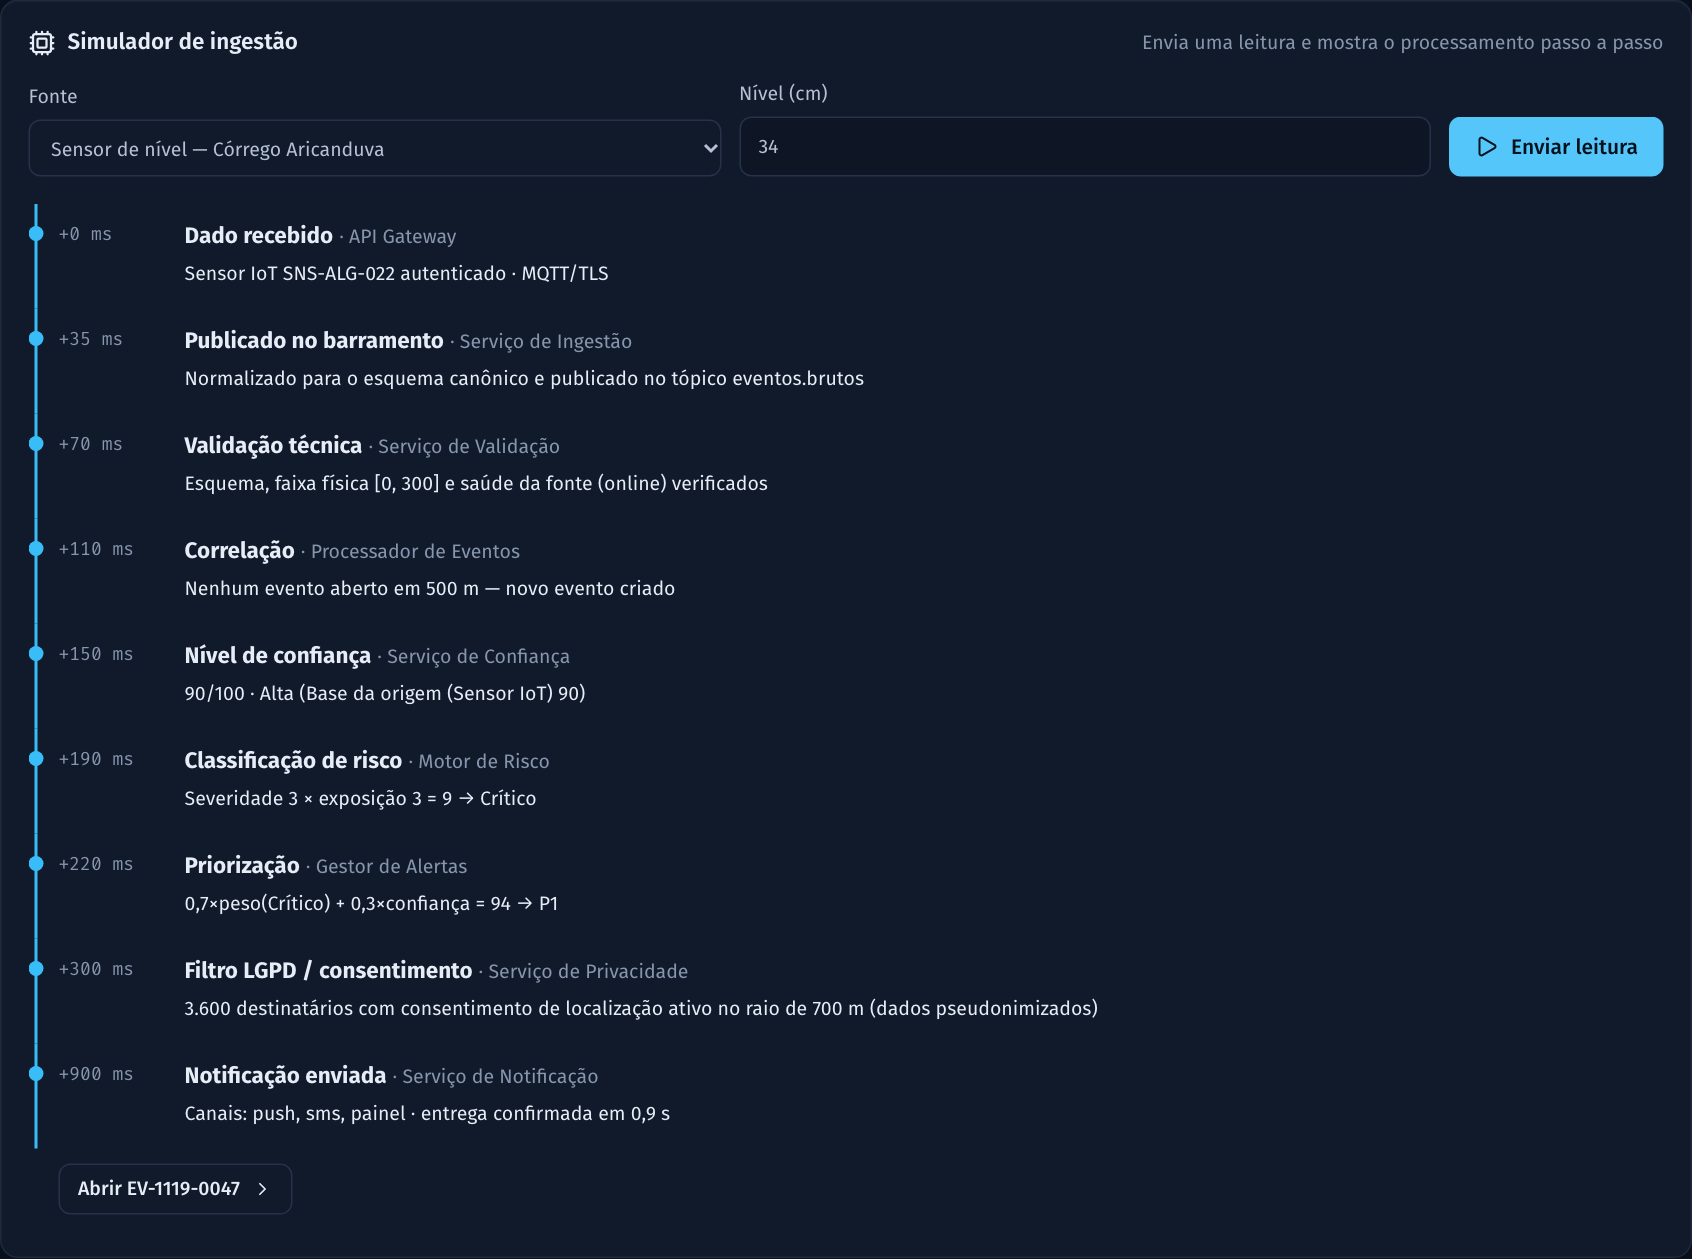 Simulador de ingestão
Envia uma leitura e mostra o processamento passo a passo
Fonte
Nível (cm)
Sensor de nível — Córrego Aricanduva
34
Enviar leitura
+0 ms
Dado recebido · API Gateway
Sensor IoT SNS-ALG-022 autenticado · MQTT/TLS
+35 ms
Publicado no barramento · Serviço de Ingestão
Normalizado para o esquema canônico e publicado no tópico eventos.brutos
+70 ms
Validação técnica · Serviço de Validação
Esquema, faixa física [0, 300] e saúde da fonte (online) verificados
+110 ms
Correlação · Processador de Eventos
Nenhum evento aberto em 500 m — novo evento criado
+150 ms
Nível de confiança · Serviço de Confiança
90/100 · Alta (Base da origem (Sensor IoT) 90)
+190 ms
Classificação de risco · Motor de Risco
Severidade 3 × exposição 3 = 9 → Crítico
+220 ms
Priorização · Gestor de Alertas
0,7×peso(Crítico) + 0,3×confiança = 94 → P1
+300 ms
Filtro LGPD / consentimento · Serviço de Privacidade
3.600 destinatários com consentimento de localização ativo no raio de 700 m (dados pseudonimizados)
+900 ms
Notificação enviada · Serviço de Notificação
Canais: push, sms, painel · entrega confirmada em 0,9 s
Abrir EV-1119-0047